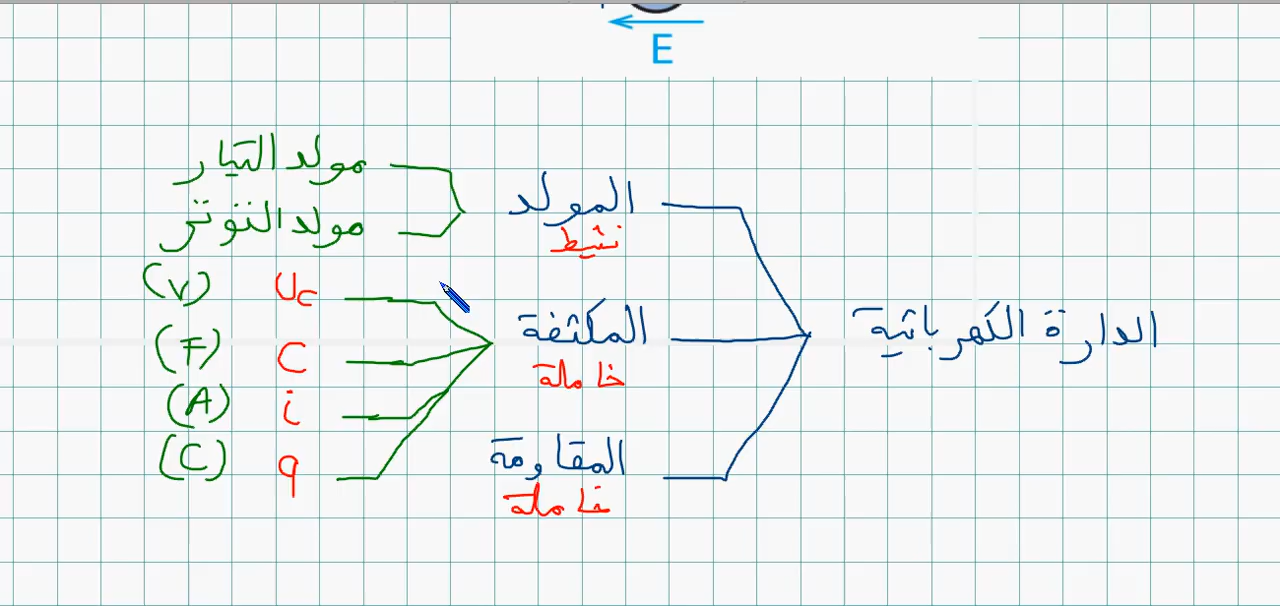 E
الدارة الكهربائية
المولد
نشيط
مولد التيار
مولد التوتر
المكثفة
خاملة
Uc (V)
C (F)
i (A)
q (C)
المقاومة
خاملة